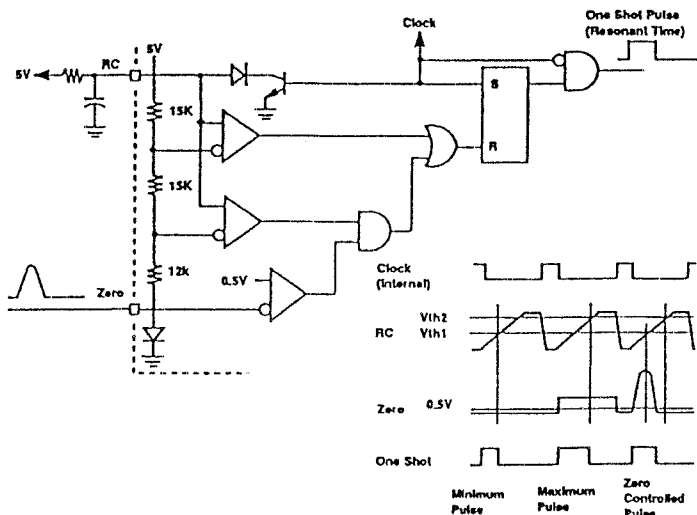 Clock
One Shot Pulse
(Resonant Time)
5V
RC
5V
15K
S
R
15K
12k
0.5V
Zero
Clock
(Internal)
RC
Vth2
Vth1
Zero
0.5V
One Shot
Minimum
Pulse
Maximum
Pulse
Zero
Controlled
Pulse